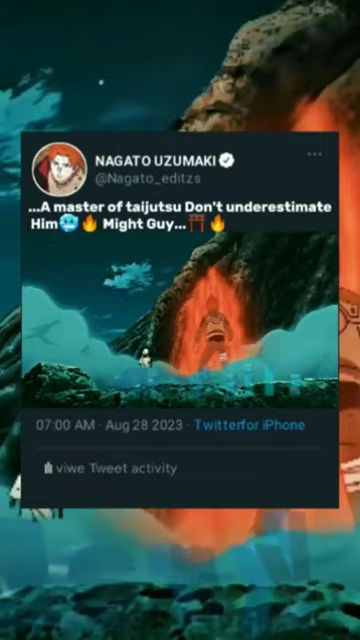 NAGATO UZUMAKI
@Nagato_editzs
...A master of taijutsu Don't underestimate
Him🥶🔥 Might Guy...⛩️🔥
07:00 AM · Aug 28 2023 · Twitterfor iPhone
viwe Tweet activity